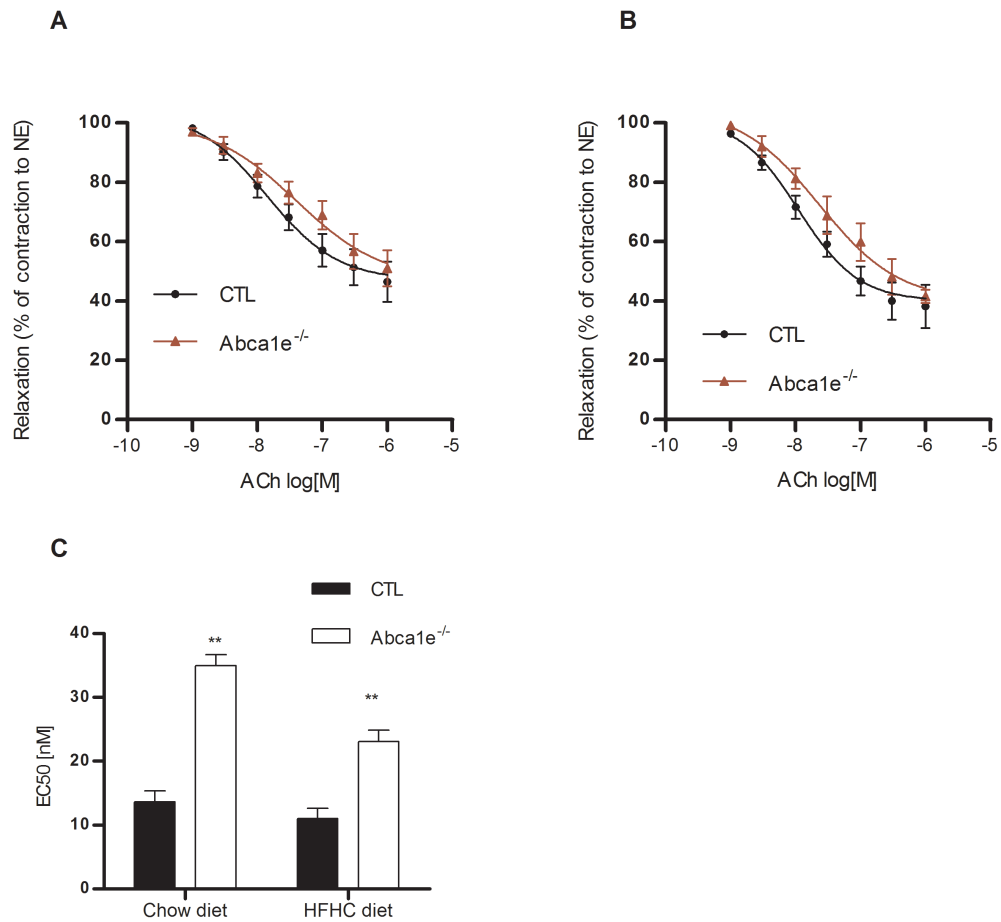 A
B
Relaxation (% of contraction to NE)
100
80
60
40
20
0
-10
-9
-8
-7
-6
-5
ACh log[M]
CTL
Abca1e-/-
Relaxation (% of contraction to NE)
100
80
60
40
20
0
-10
-9
-8
-7
-6
-5
ACh log[M]
CTL
Abca1e-/-
C
CTL
Abca1e-/-
EC50 [nM]
40
30
20
10
0
**
**
Chow diet
HFHC diet